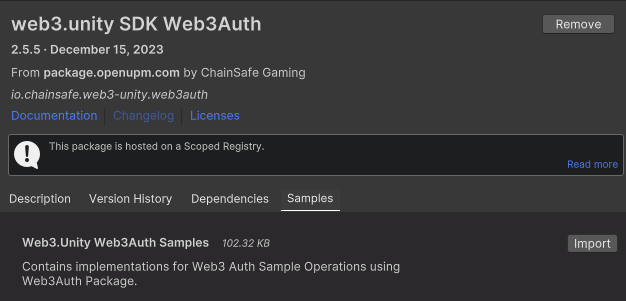 web3.unity SDK Web3Auth
Remove
2.5.5 · December 15, 2023
From package.openupm.com by ChainSafe Gaming
io.chainsafe.web3-unity.web3auth
Documentation Changelog Licenses
This package is hosted on a Scoped Registry.
Read more
Description Version History Dependencies Samples
Web3.Unity Web3Auth Samples 102.32 KB
Import
Contains implementations for Web3 Auth Sample Operations using
Web3Auth Package.